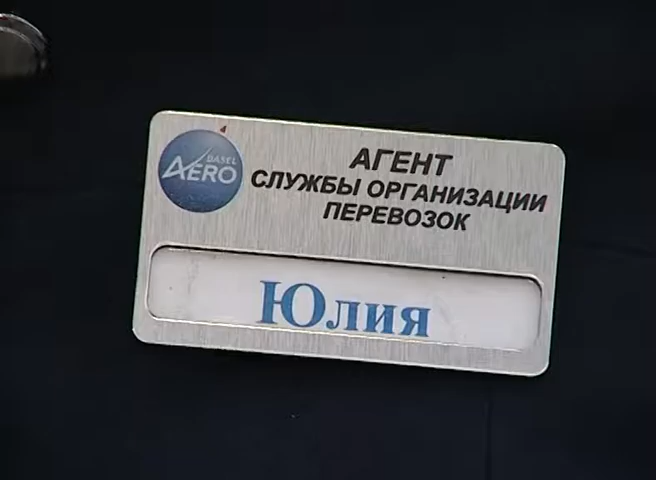 BASEL
AERO
АГЕНТ
СЛУЖБЫ ОРГАНИЗАЦИИ
ПЕРЕВОЗОК
Юлия